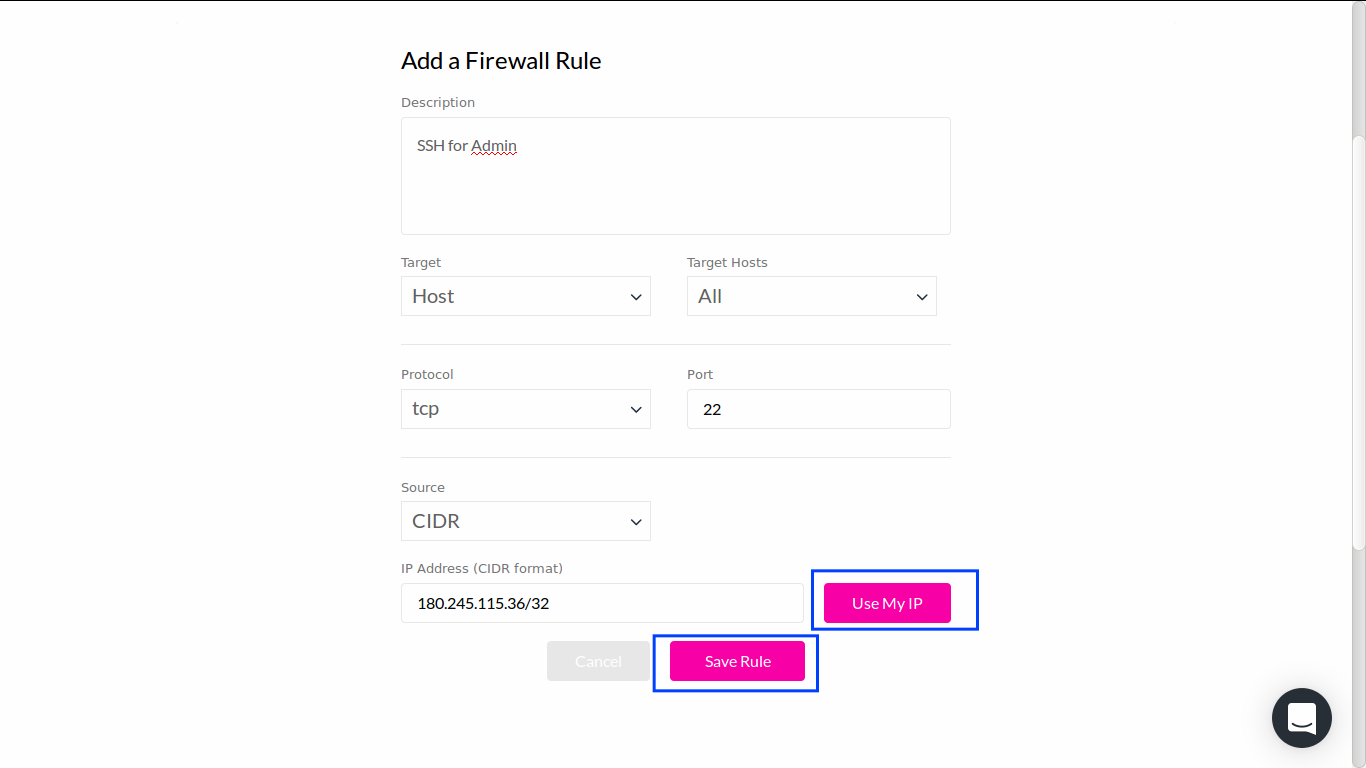 Add a Firewall Rule
Description
SSH for Admin
Target Target Hosts
Host All
Protocol Port
tcp 22
Source
CIDR
IP Address (CIDR format)
180.245.115.36/32 Use My IP
Cancel Save Rule